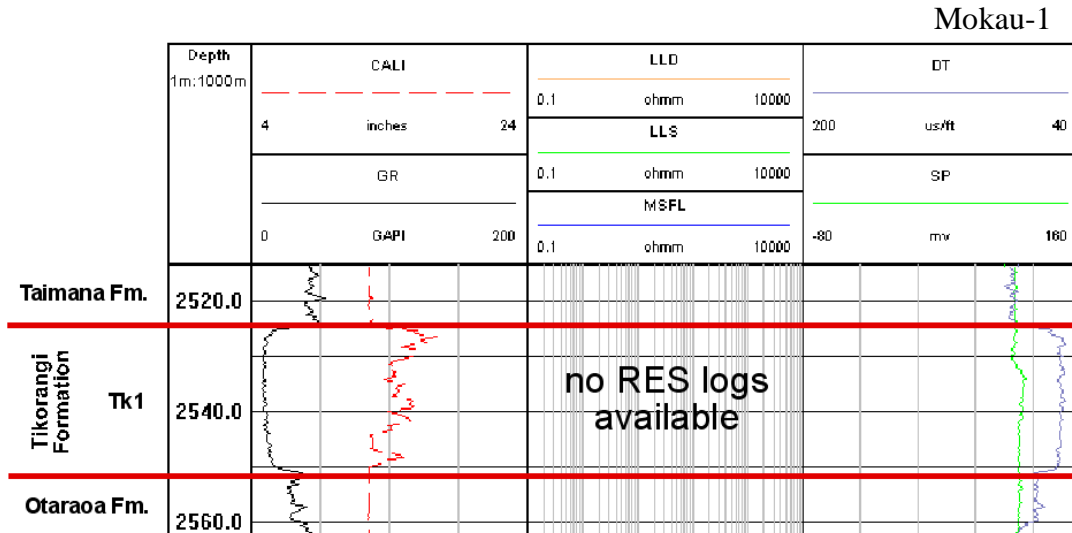 Mokau-1
Depth
1m:1000m
CALI
4 inches 24
GR
0 GAPI 200
LLD
0.1 ohmm 10000
LLS
0.1 ohmm 10000
MSFL
0.1 ohmm 10000
DT
200 us/ft 40
SP
-80 mv 160
Taimana Fm.
2520.0
Tikorangi
Formation
Tk1
2540.0
no RES logs
available
Otaraoa Fm.
2560.0